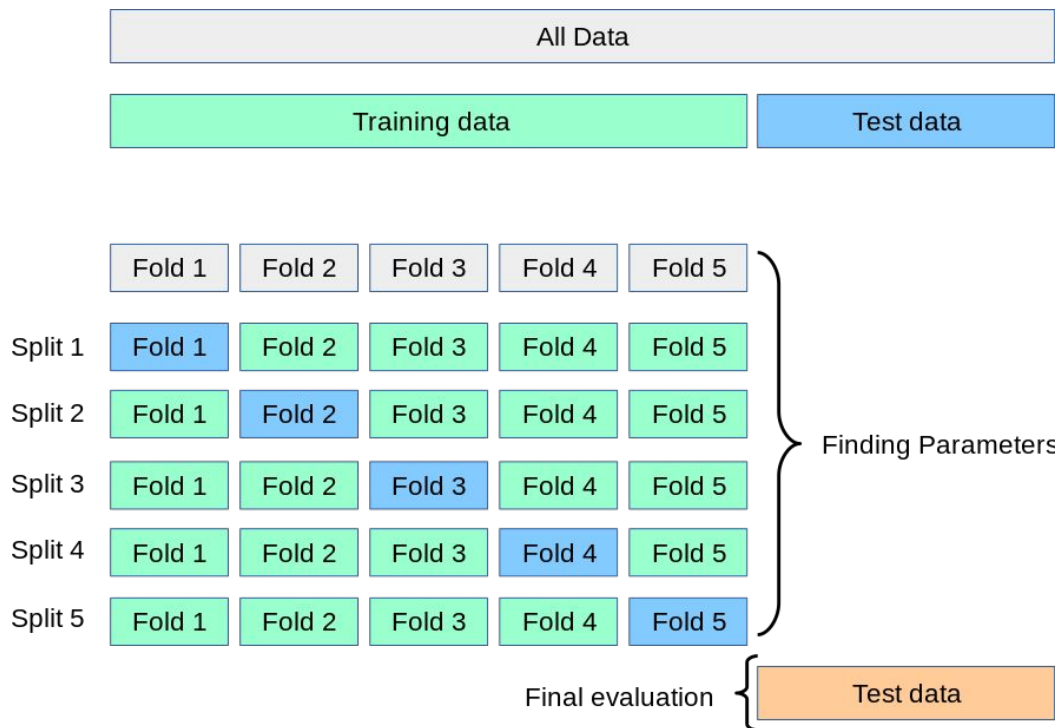 All Data
Training data Test data
Fold 1 Fold 2 Fold 3 Fold 4 Fold 5
Split 1 Fold 1 Fold 2 Fold 3 Fold 4 Fold 5
Split 2 Fold 1 Fold 2 Fold 3 Fold 4 Fold 5
Finding Parameters
Split 3 Fold 1 Fold 2 Fold 3 Fold 4 Fold 5
Split 4 Fold 1 Fold 2 Fold 3 Fold 4 Fold 5
Split 5 Fold 1 Fold 2 Fold 3 Fold 4 Fold 5
Final evaluation Test data